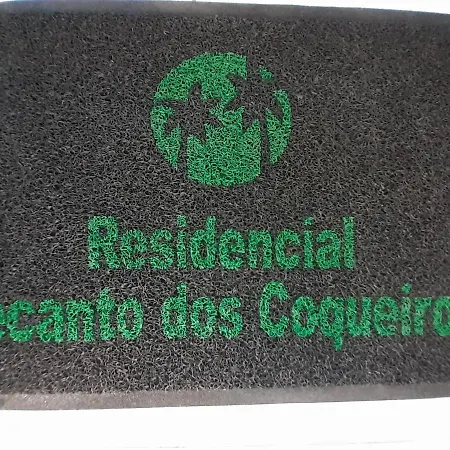 Residencial
ecanto dos Coqueiro